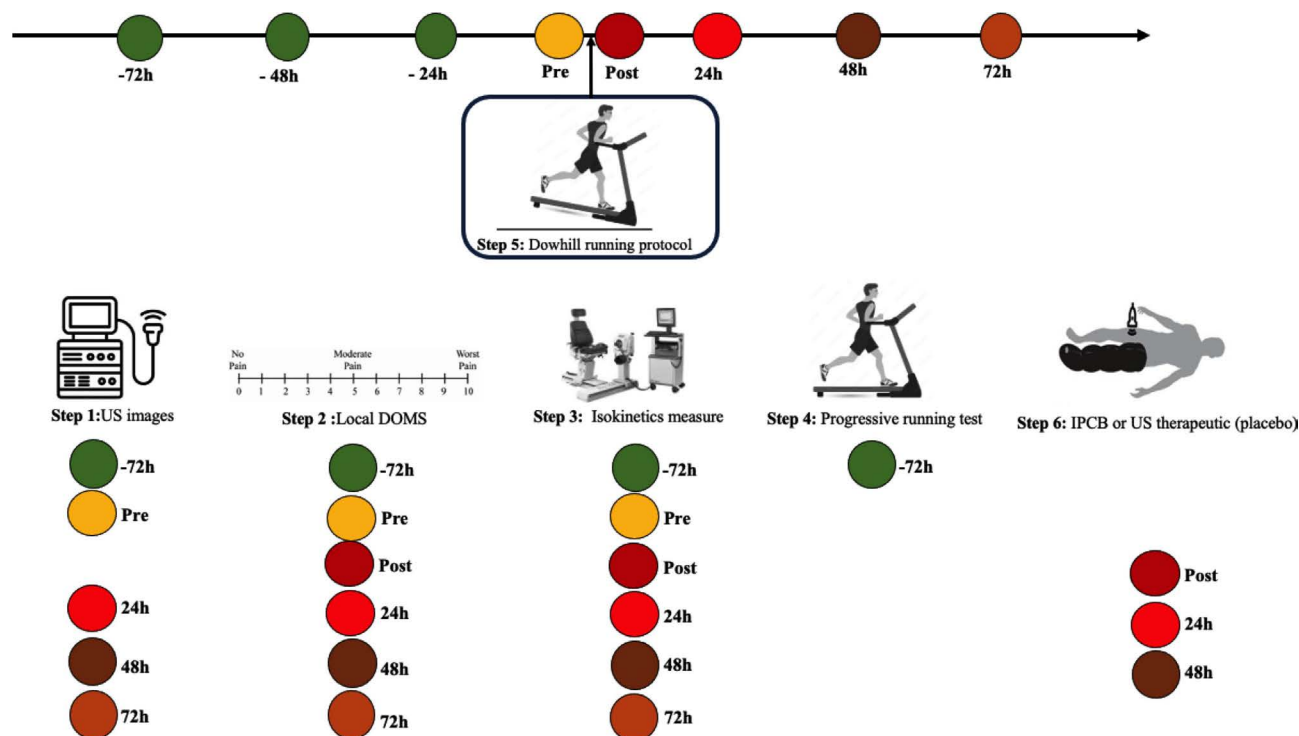 -72h
- 48h
- 24h
Pre
Post
24h
48h
72h
Step 5: Dowhill running protocol
No
Pain
Moderate
Pain
Worst
Pain
0 1 2 3 4 5 6 7 8 9 10
Step 1:US images
Step 2 :Local DOMS
Step 3: Isokinetics measure
Step 4: Progressive running test
Step 6: IPCB or US therapeutic (placebo)
-72h
Pre
24h
48h
72h
-72h
Pre
Post
24h
48h
72h
-72h
Pre
Post
24h
48h
72h
-72h
Post
24h
48h